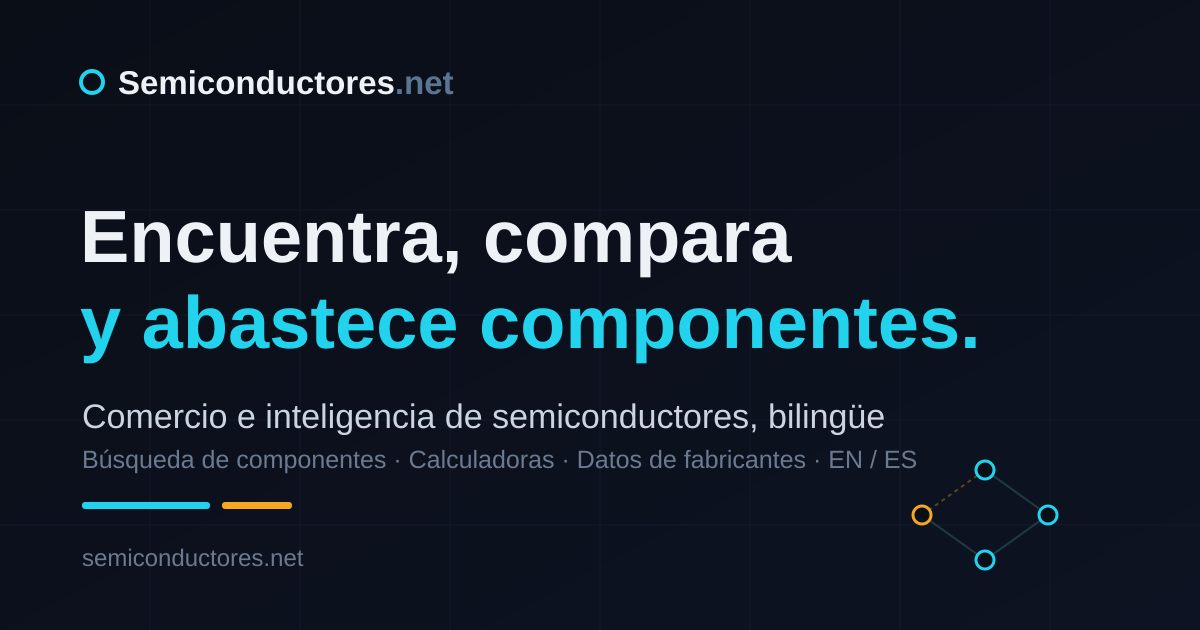 Semiconductores.net
Encuentra, compara
y abastece componentes.
Comercio e inteligencia de semiconductores, bilingüe
Búsqueda de componentes · Calculadoras · Datos de fabricantes · EN / ES
semiconductores.net